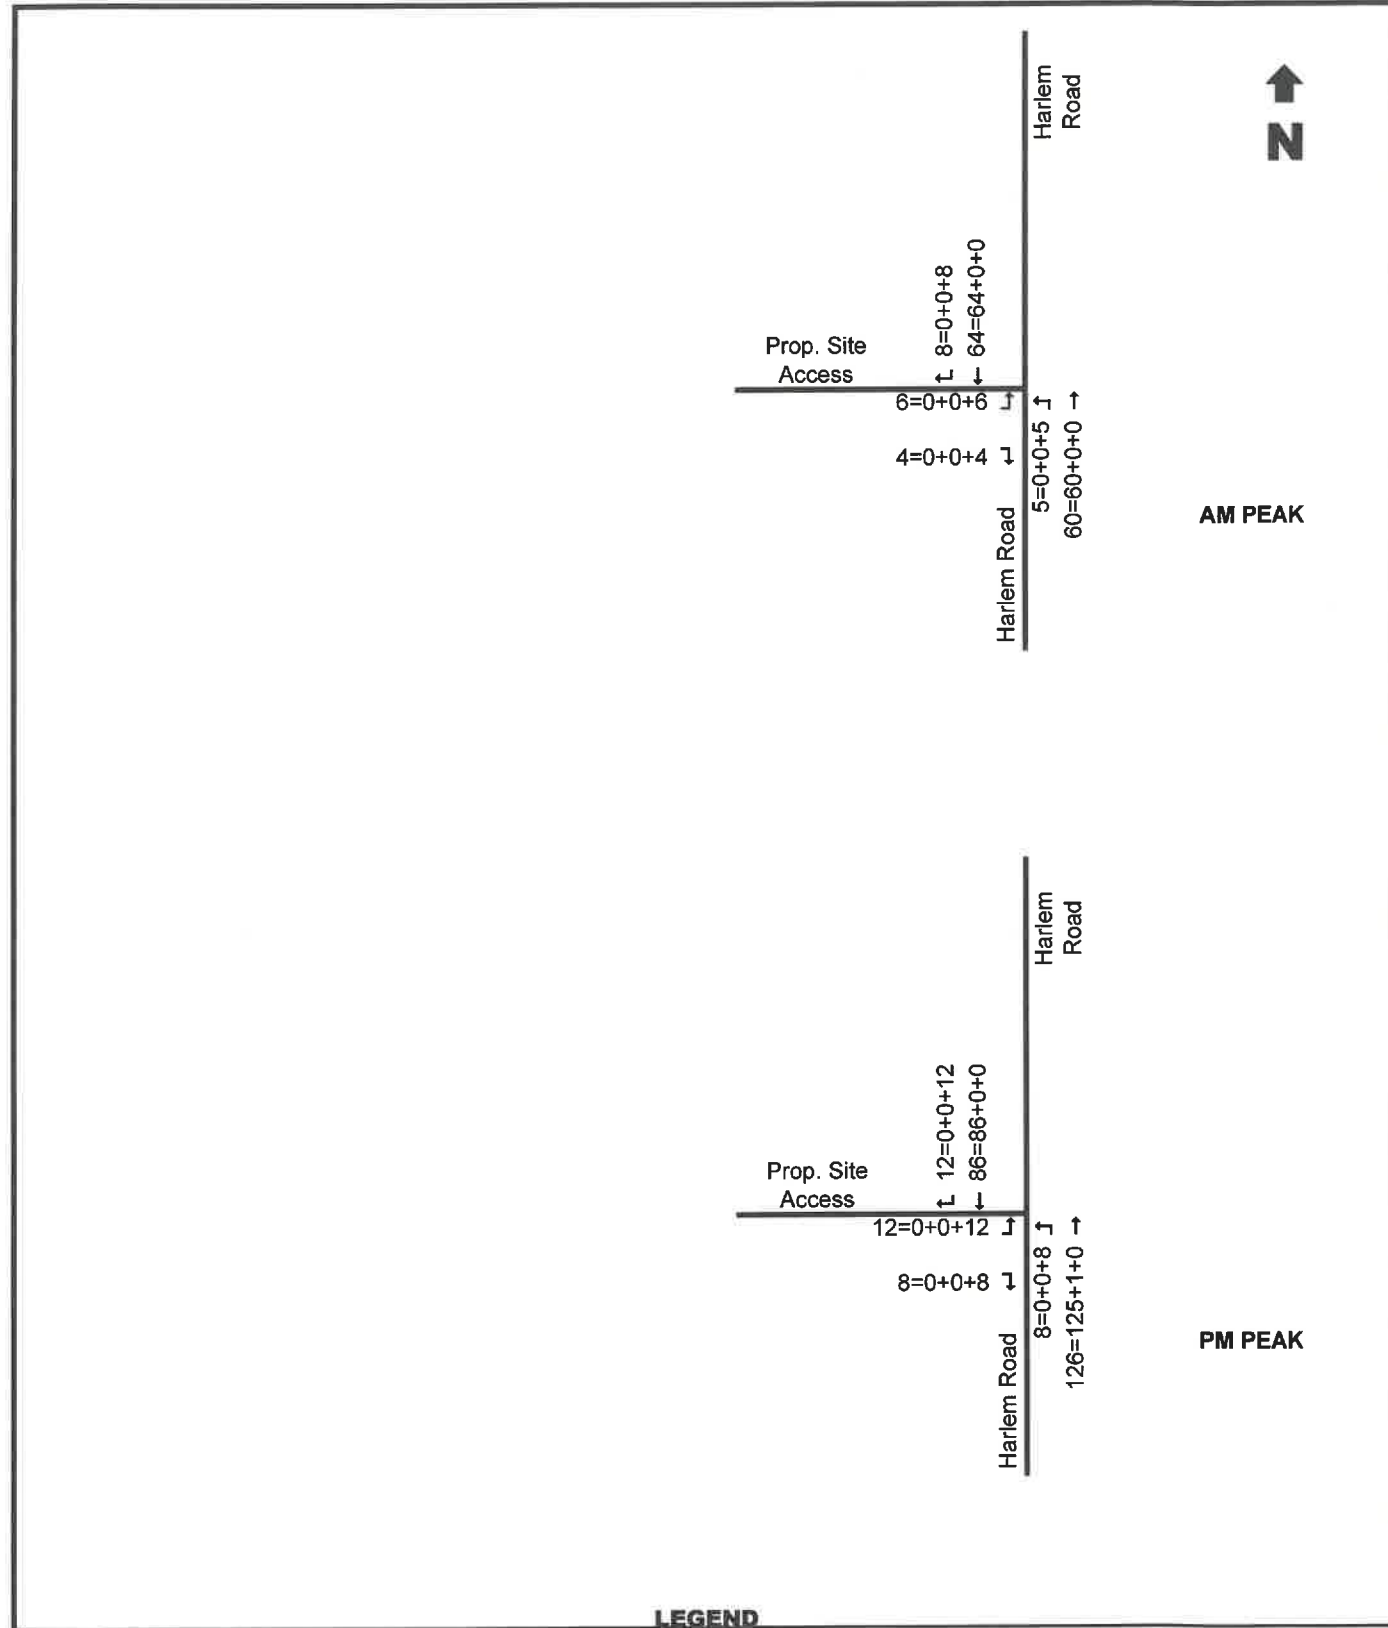 Harlem
Road
N
8=0+0+8
64=64+0+0
Prop. Site
Access
6=0+0+6
4=0+0+4
5=0+0+5
60=60+0+0
Harlem Road
AM PEAK
Harlem
Road
12=0+0+12
86=86+0+0
Prop. Site
Access
12=0+0+12
8=0+0+8
8=0+0+8
126=125+1+0
Harlem Road
PM PEAK
LEGEND